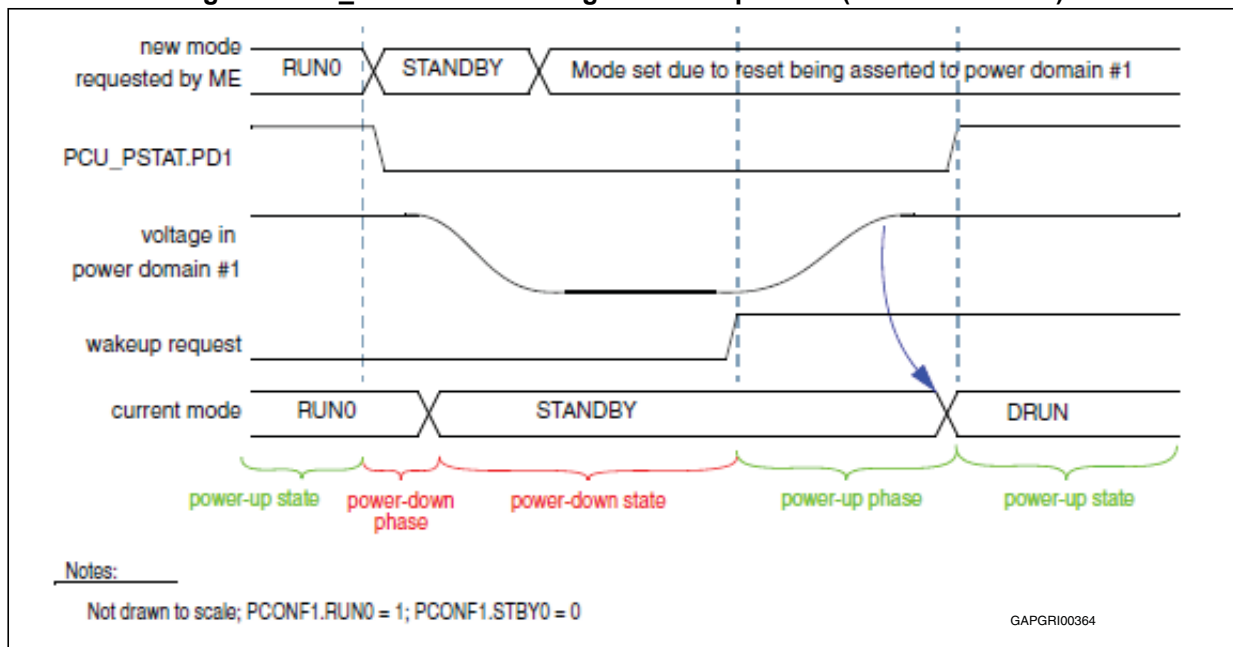 new mode
requested by ME
RUN0
STANDBY
Mode set due to reset being asserted to power domain #1
PCU_PSTAT.PD1
voltage in
power domain #1
wakeup request
current mode
RUN0
STANDBY
DRUN
power-up state
power-down
phase
power-down state
power-up phase
power-up state
Notes:
Not drawn to scale; PCONF1.RUN0 = 1; PCONF1.STBY0 = 0
GAPGRI00364